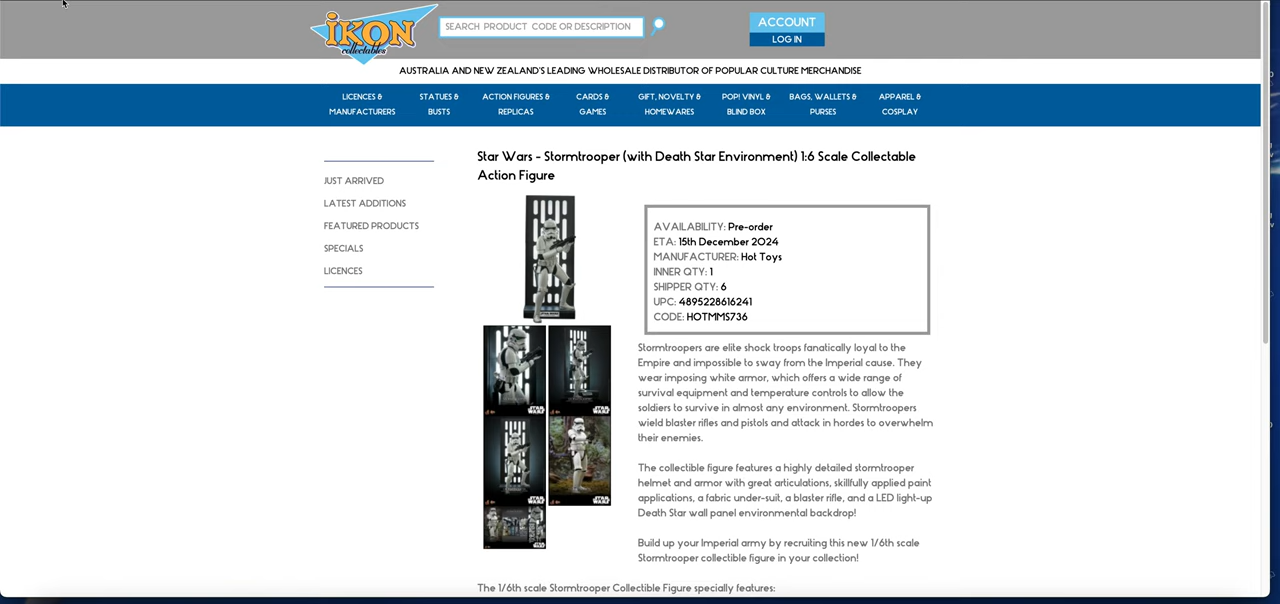 iKON
collectables
SEARCH PRODUCT CODE OR DESCRIPTION
ACCOUNT
LOG IN
AUSTRALIA AND NEW ZEALAND'S LEADING WHOLESALE DISTRIBUTOR OF POPULAR CULTURE MERCHANDISE
LICENCES &
MANUFACTURERS
STATUES &
BUSTS
ACTION FIGURES &
REPLICAS
CARDS &
GAMES
GIFT, NOVELTY &
HOMEWARES
POP! VINYL &
BLIND BOX
BAGS, WALLETS &
PURSES
APPAREL &
COSPLAY
JUST ARRIVED
LATEST ADDITIONS
FEATURED PRODUCTS
SPECIALS
LICENCES
Star Wars - Stormtrooper (with Death Star Environment) 1:6 Scale Collectable
Action Figure
AVAILABILITY: Pre-order
ETA: 15th December 2024
MANUFACTURER: Hot Toys
INNER QTY: 1
SHIPPER QTY: 6
UPC: 4895228616241
CODE: HOTMMS736
STAR WARS
STAR WARS
STAR WARS
STAR WARS
STAR WARS
Stormtroopers are elite shock troops fanatically loyal to the
Empire and impossible to sway from the Imperial cause. They
wear imposing white armor, which offers a wide range of
survival equipment and temperature controls to allow the
soldiers to survive in almost any environment. Stormtroopers
wield blaster rifles and pistols and attack in hordes to overwhelm
their enemies.
The collectible figure features a highly detailed stormtrooper
helmet and armor with great articulations, skillfully applied paint
applications, a fabric under-suit, a blaster rifle, and a LED light-up
Death Star wall panel environmental backdrop!
Build up your Imperial army by recruiting this new 1/6th scale
Stormtrooper collectible figure in your collection!
The 1/6th scale Stormtrooper Collectible Figure specially features: